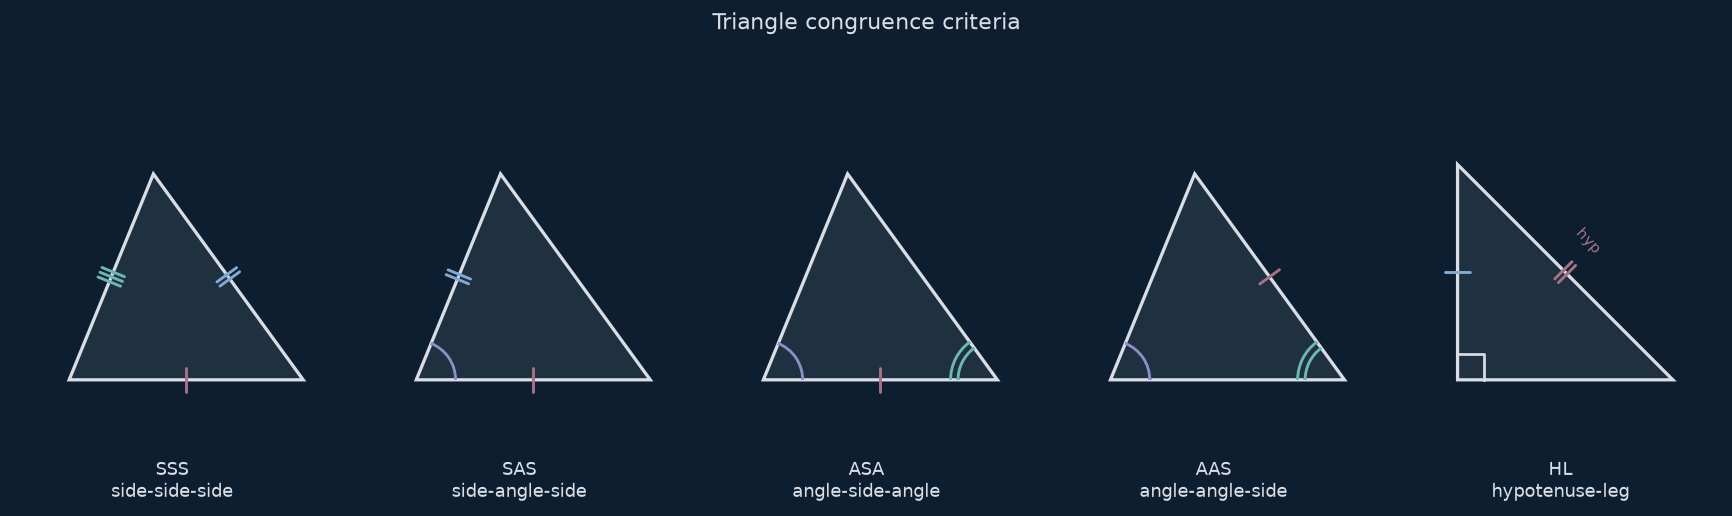 Triangle congruence criteria
hyp
SSS
side-side-side
SAS
side-angle-side
ASA
angle-side-angle
AAS
angle-angle-side
HL
hypotenuse-leg